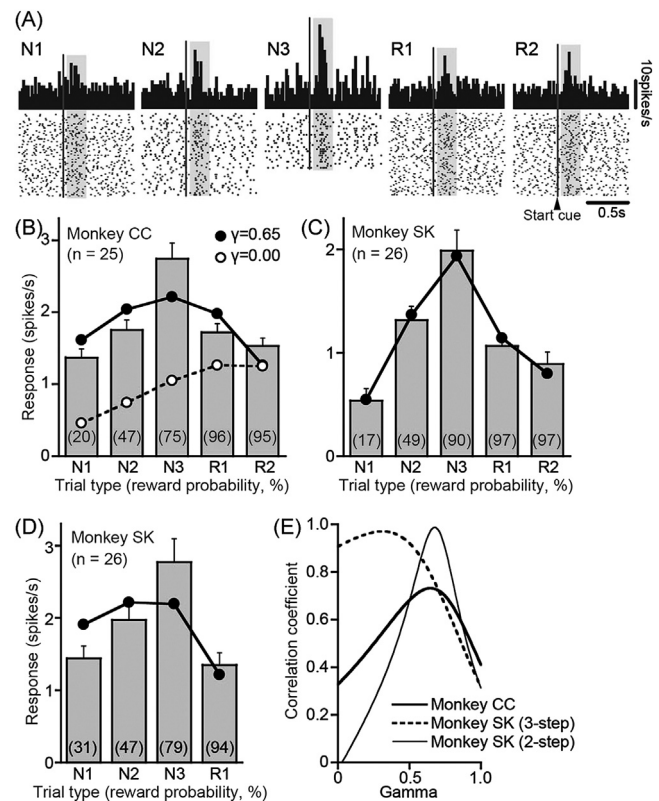 (A)
N1 N2 N3 R1 R2
10spikes/s
Start cue
0.5s
(B) Monkey CC
(n = 25)
γ=0.65
γ=0.00
Response (spikes/s)
2
1
0
(20) (47) (75) (96) (95)
N1 N2 N3 R1 R2
Trial type (reward probability, %)
(C) Monkey SK
(n = 26)
2
1
0
(17) (49) (90) (97) (97)
N1 N2 N3 R1 R2
Trial type (reward probability, %)
(D) Monkey SK
(n = 26)
Response (spikes/s)
3
2
1
0
(31) (47) (79) (94)
N1 N2 N3 R1
Trial type (reward probability, %)
(E)
Correlation coefficient
1.0
0.8
0.6
0.4
0.2
0
Monkey CC
Monkey SK (3-step)
Monkey SK (2-step)
0 0.5 1.0
Gamma